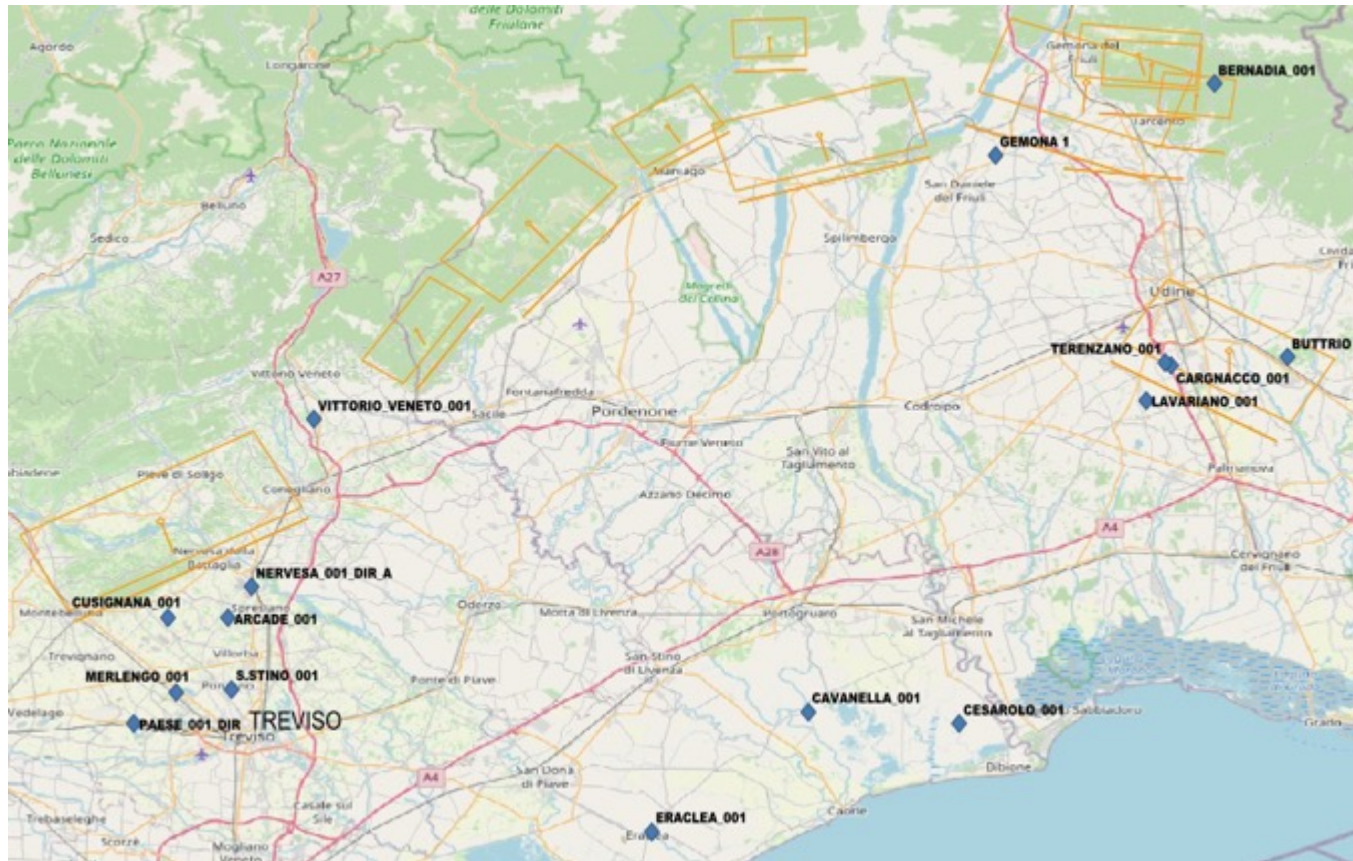 delle Dolomiti
Friulane
Agordo
Longarone
Gemona del
Friuli
BERNADIA_001
Tarcento
Parco Nazionale
delle Dolomiti
Bellunesi
GEMONA 1
Maniago
San Daniele
del Friuli
Belluno
Sedico
Spilimbergo
A27
Udine
TERENZANO_001
BUTTRIO
CARGNACCO_001
LAVARIANO_001
Vittorio Veneto
Fontanafredda
VITTORIO_VENETO_001
Sacile
Pordenone
Codroipo
Fiume Veneto
San Vito al
Tagliamento
Palmanova
Pieve di Soligo
Conegliano
Azzano Decimo
A4
A28
Nervesa della
Battaglia
Cervignano
del Friuli
NERVESA_001_DIR_A
CUSIGNANA_001
Spresiano
ARCADE_001
Montebelluna
Oderzo
Motta di Livenza
Portogruaro
San Michele
al Tagliamento
Trevignano
Villorba
San Stino
di Livenza
MERLENGO_001
S.STINO_001
Ponte di Piave
CAVANELLA_001
CESAROLO_001
Vedelago
PAESE_001_DIR
TREVISO
Treviso
Grado
A4
San Donà
di Piave
Bibione
Casale sul
Sile
Caorle
Trebaseleghe
ERACLEA_001
Eraclea
Scorzè
Mogliano
Veneto